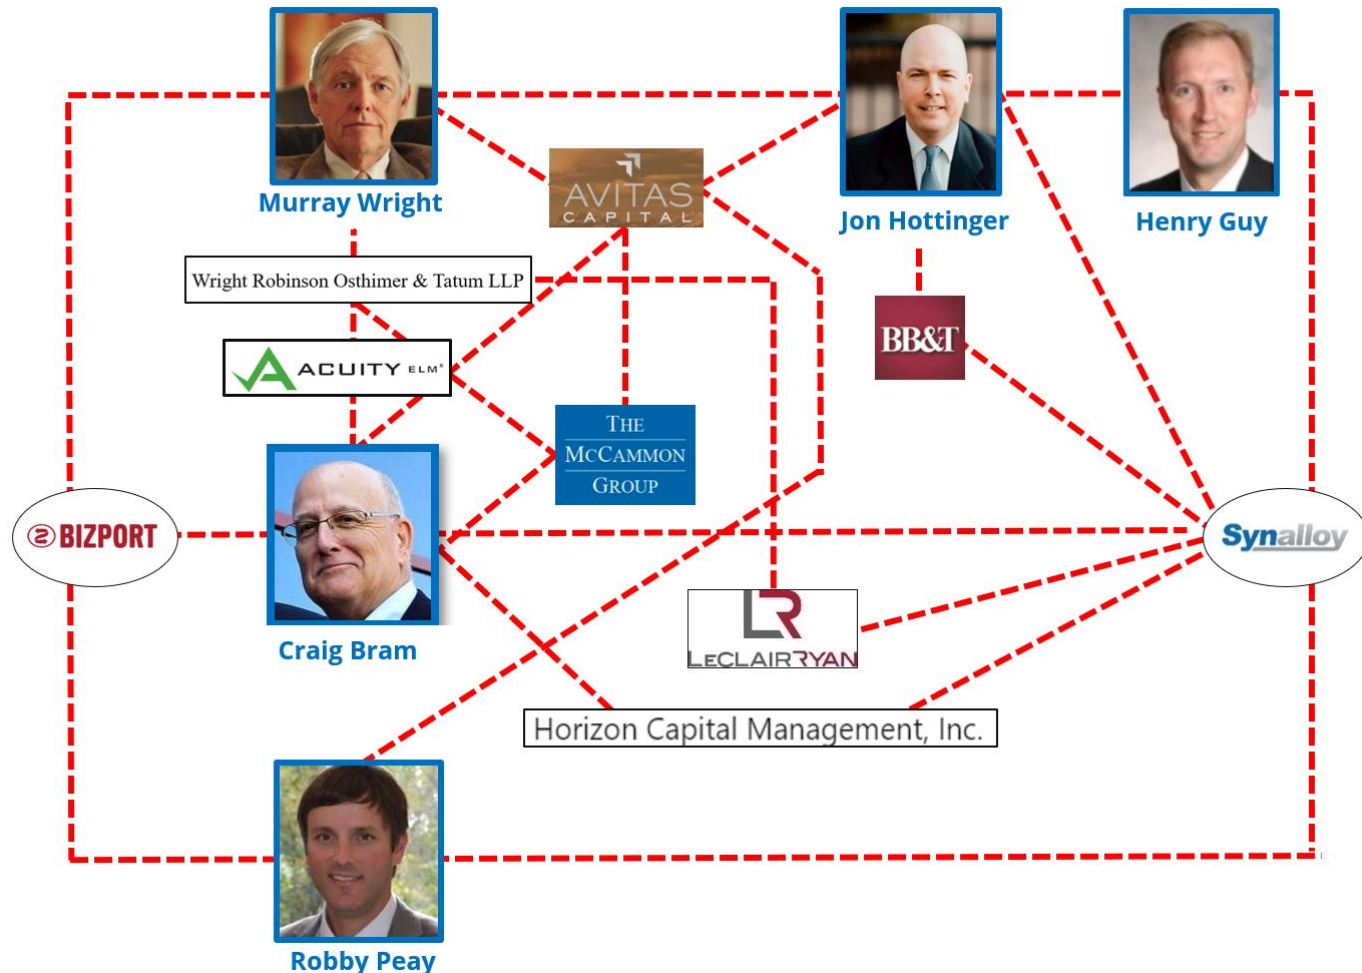 AVITAS
CAPITAL
Murray Wright
Jon Hottinger
Henry Guy
Wright Robinson Osthimer & Tatum LLP
BB&T
ACUITY ELM®
THE
MCCAMMON
GROUP
BIZPORT
Synalloy
LR
LECLAIRRYAN
Craig Bram
Horizon Capital Management, Inc.
Robby Peay